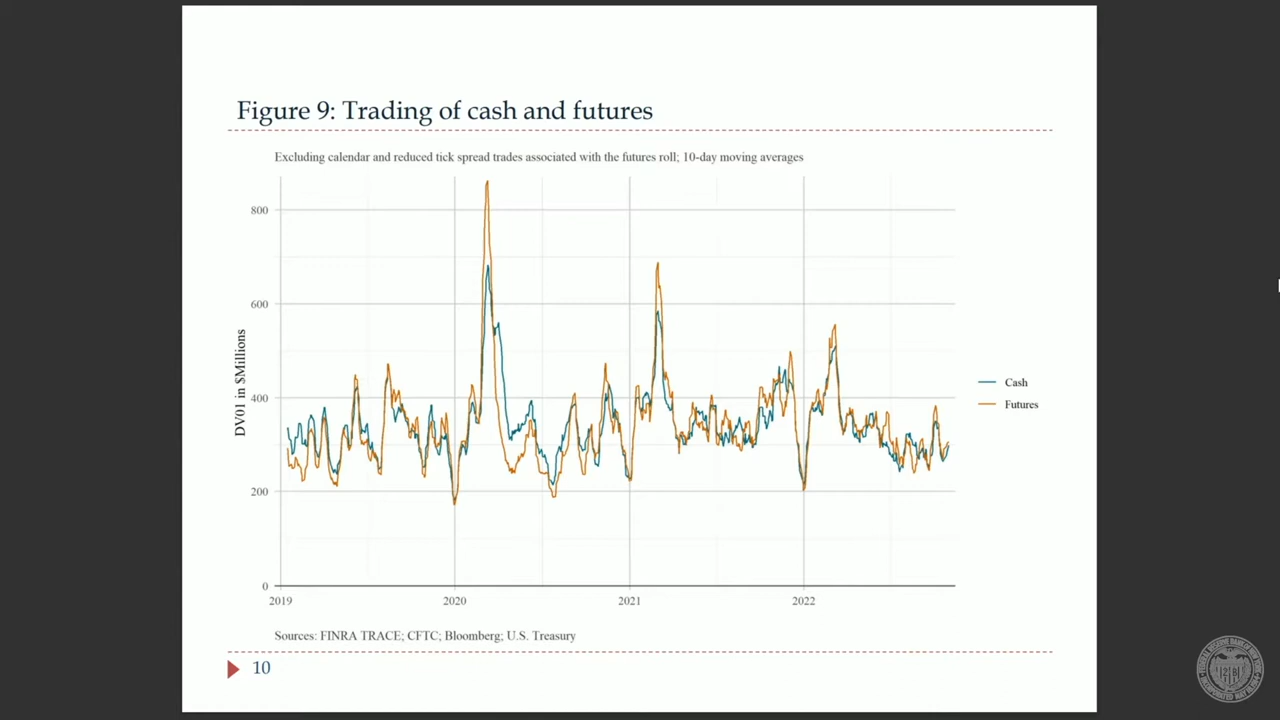 Figure 9: Trading of cash and futures
Excluding calendar and reduced tick spread trades associated with the futures roll; 10-day moving averages
DV01 in $Millions
800
600
400
200
0
2019
2020
2021
2022
Cash
Futures
Sources: FINRA TRACE; CFTC; Bloomberg; U.S. Treasury
10